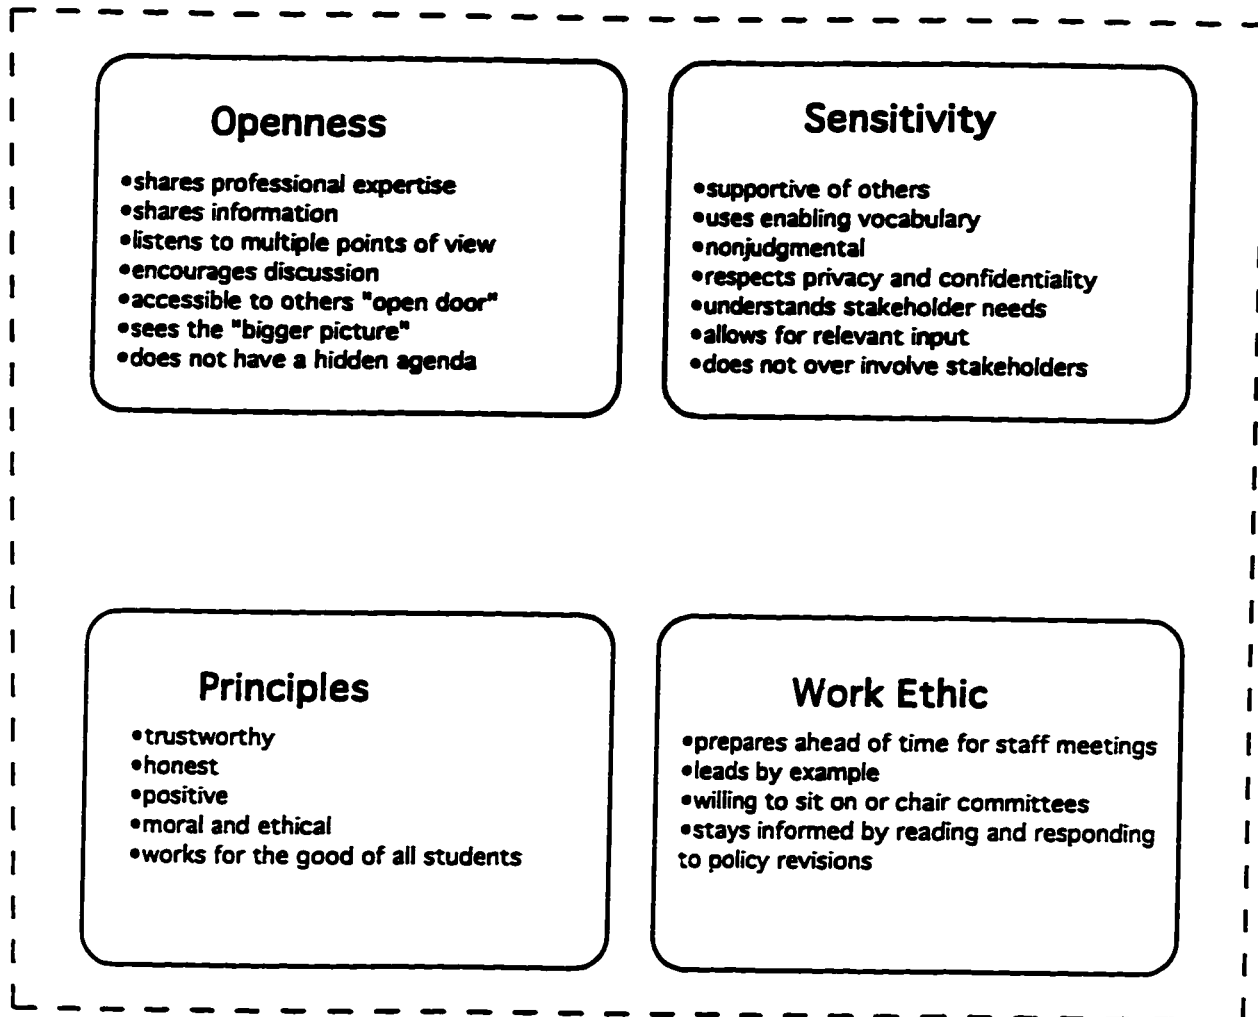 Openness
•shares professional expertise
•shares information
•listens to multiple points of view
•encourages discussion
•accessible to others "open door"
•sees the "bigger picture"
•does not have a hidden agenda
Sensitivity
•supportive of others
•uses enabling vocabulary
•nonjudgmental
•respects privacy and confidentiality
•understands stakeholder needs
•allows for relevant input
•does not over involve stakeholders
Principles
•trustworthy
•honest
•positive
•moral and ethical
•works for the good of all students
Work Ethic
•prepares ahead of time for staff meetings
•leads by example
•willing to sit on or chair committees
•stays informed by reading and responding
to policy revisions